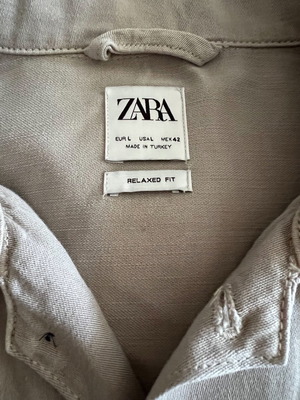 ZARA
EUR L USA L MEX 42
MADE IN TURKEY
RELAXED FIT